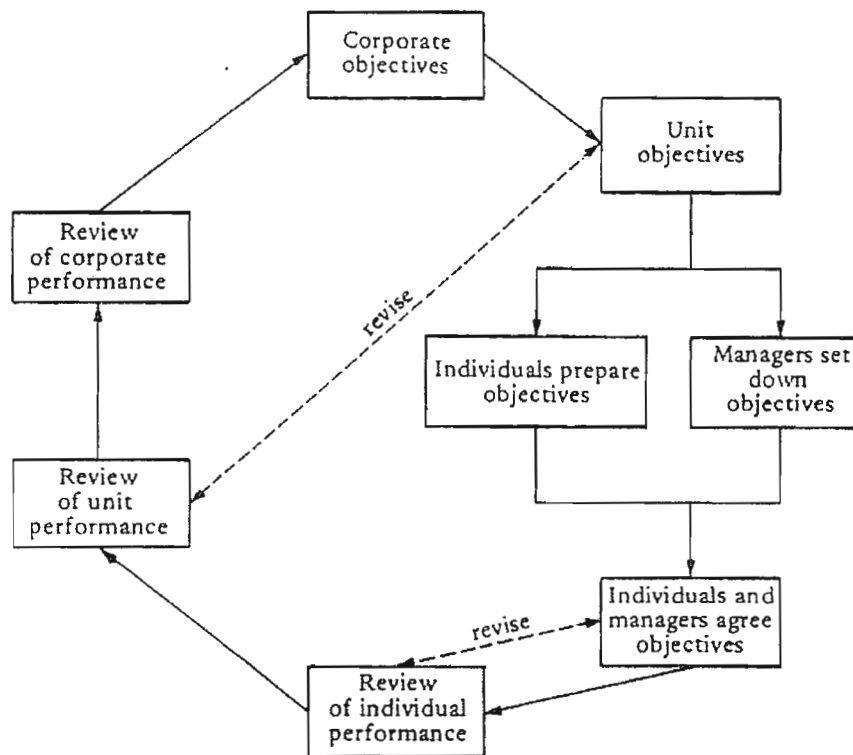 Corporate
objectives
Unit
objectives
Review
of corporate
performance
revise
Individuals prepare
objectives
Managers set
down
objectives
Review
of unit
performance
Individuals and
managers agree
objectives
revise
Review
of individual
performance